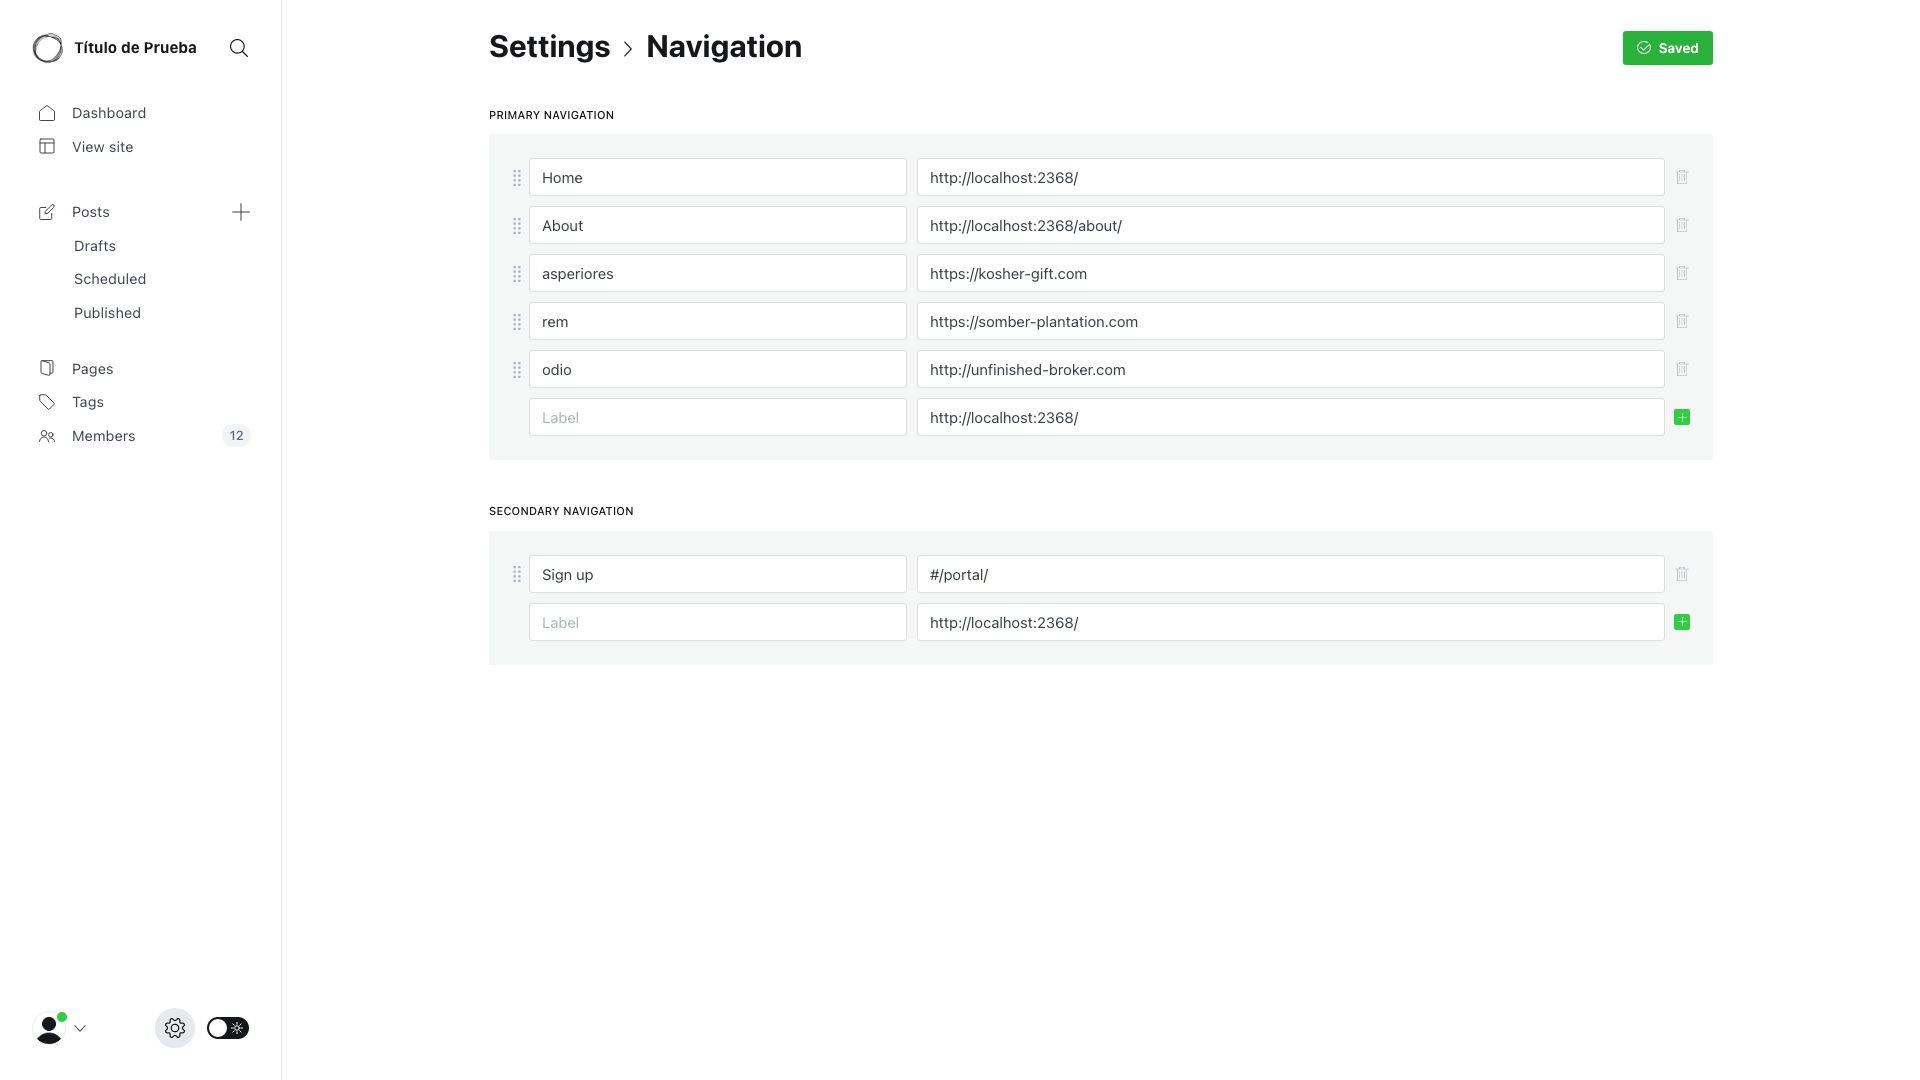 Título de Prueba
Dashboard
View site
Posts
Drafts
Scheduled
Published
Pages
Tags
Members 12
Settings > Navigation
Saved
PRIMARY NAVIGATION
Home http://localhost:2368/
About http://localhost:2368/about/
asperiores https://kosher-gift.com
rem https://somber-plantation.com
odio http://unfinished-broker.com
Label http://localhost:2368/
SECONDARY NAVIGATION
Sign up #/portal/
Label http://localhost:2368/